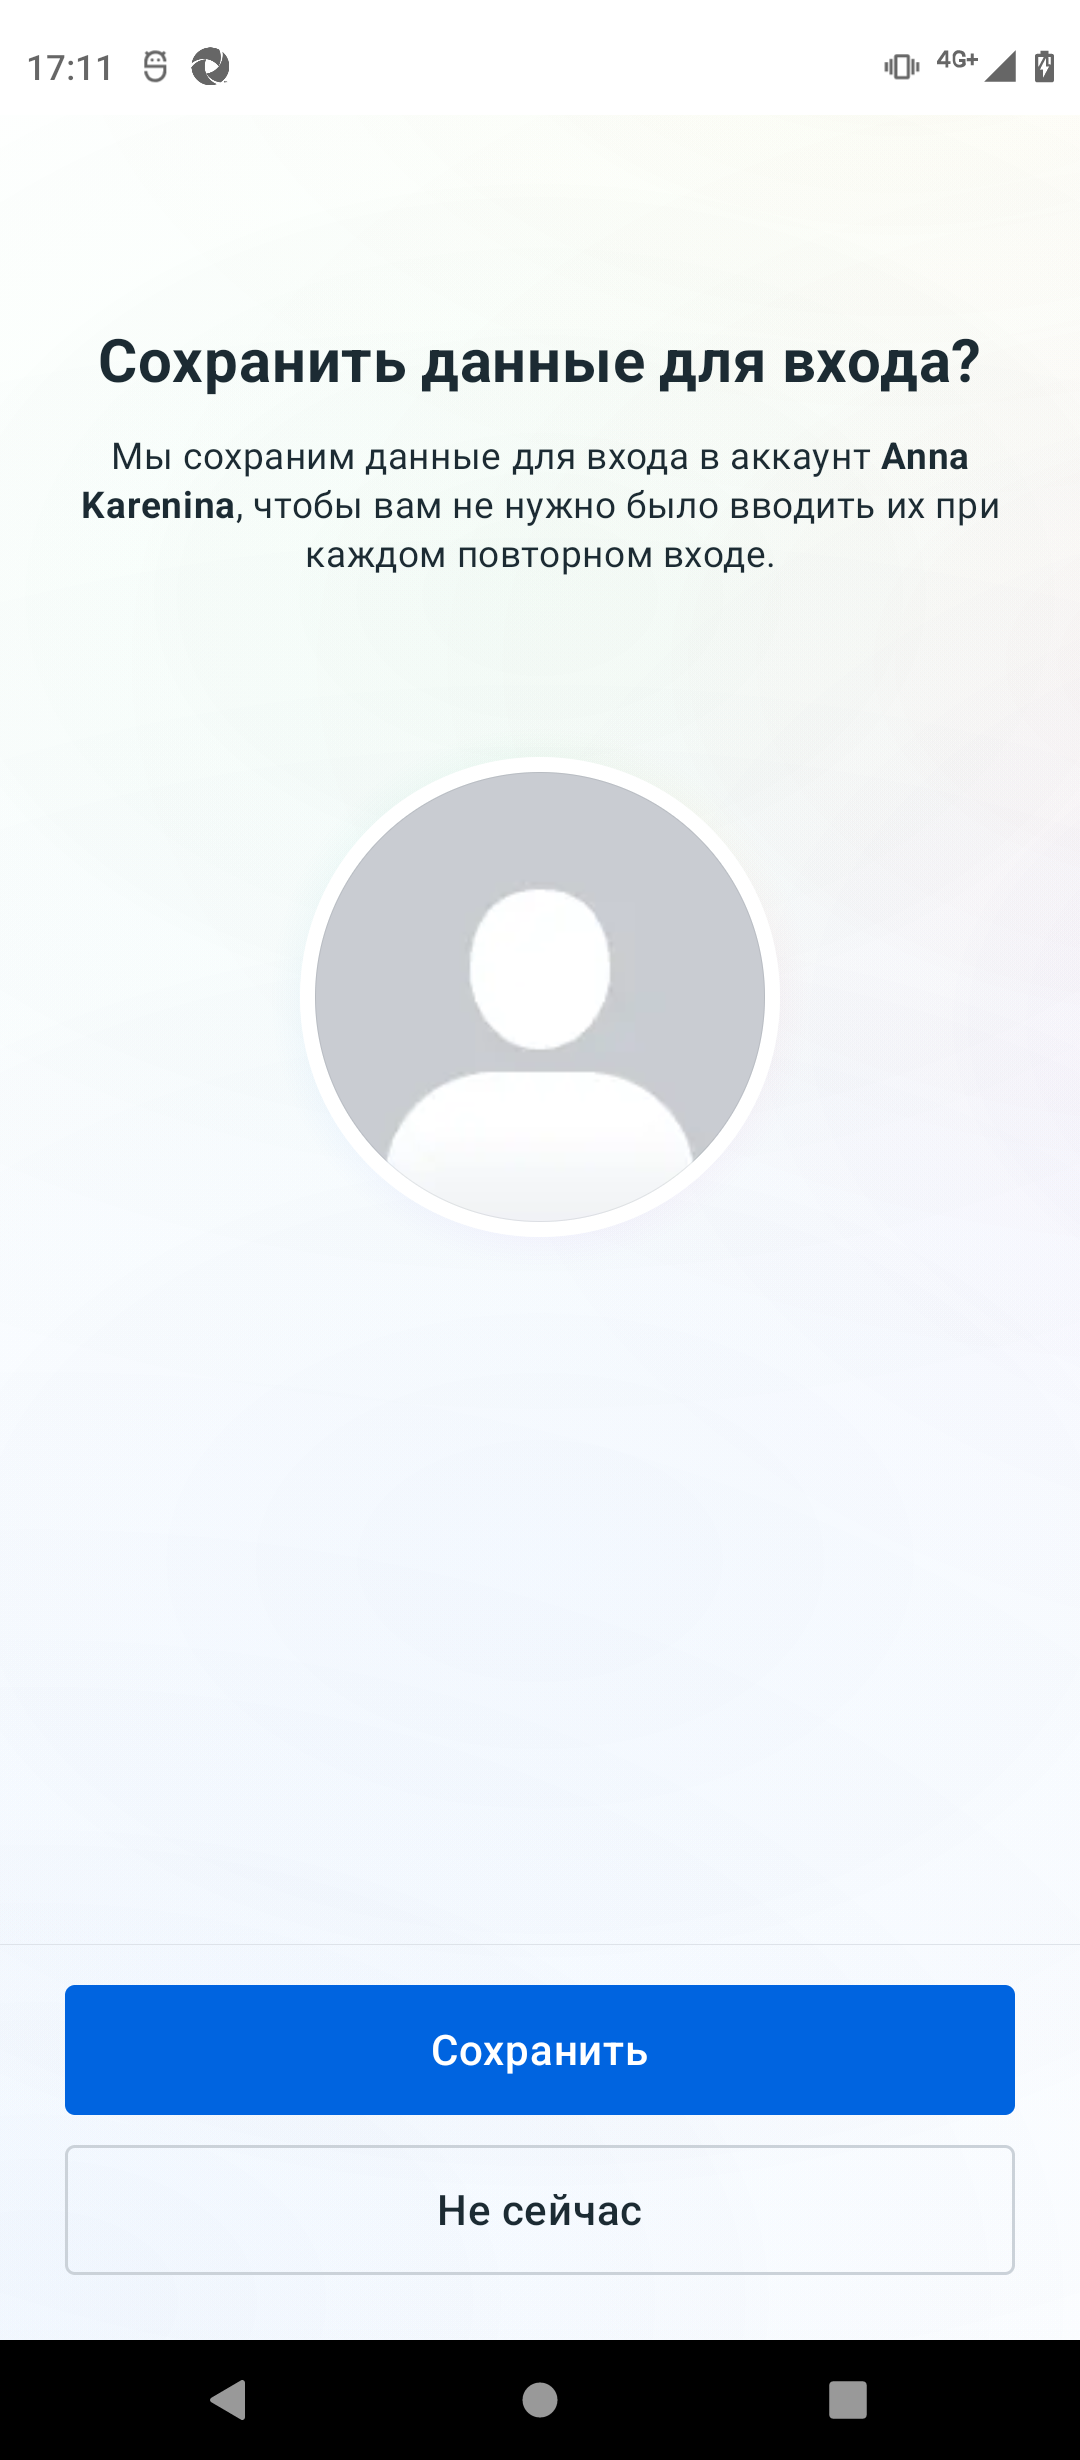 17:11
4G+
Сохранить данные для входа?
Мы сохраним данные для входа в аккаунт Anna
Karenina, чтобы вам не нужно было вводить их при
каждом повторном входе.
Сохранить
Не сейчас